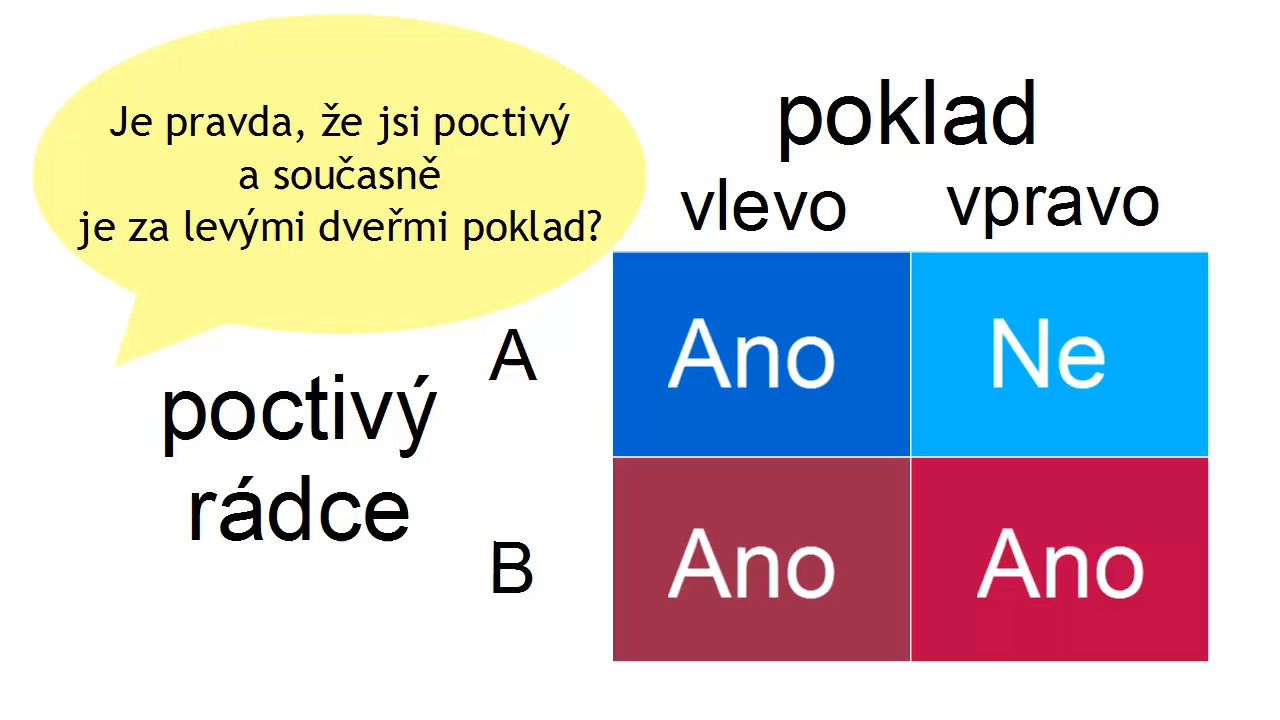 Je pravda, že jsi poctivý
a současně
je za levými dveřmi poklad?
poklad
vlevo vpravo
poctivý
rádce
A Ano Ne
B Ano Ano